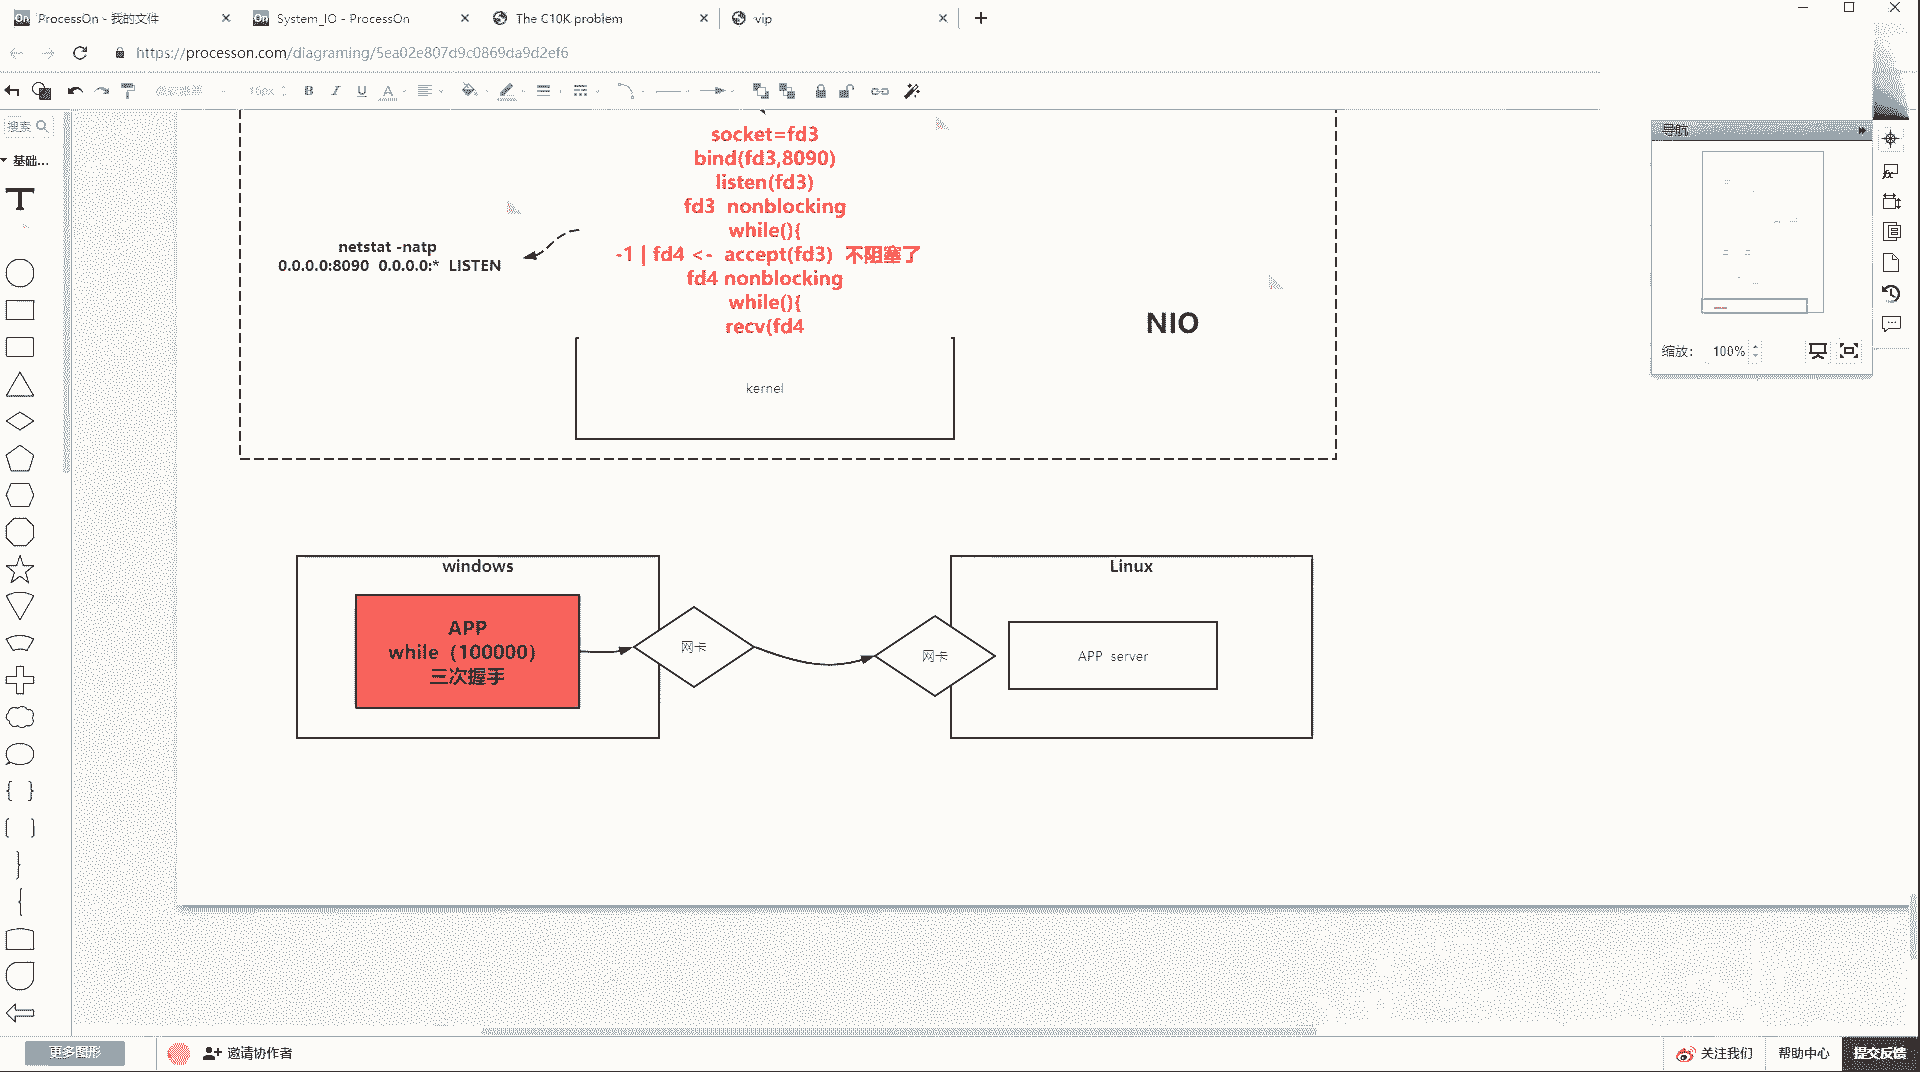 ProcessOn - 我的文件
System_IO - ProcessOn
The C10K problem
vip
https://processon.com/diagraming/5ea02e807d9c0869da9d2ef6
16px
B I U A
搜索
基础...
T
socket=fd3
bind(fd3,8090)
listen(fd3)
fd3 nonblocking
while(){
-1 | fd4 <- accept(fd3) 不阻塞了
fd4 nonblocking
while(){
recv(fd4
netstat -natp
0.0.0.0:8090 0.0.0.0:* LISTEN
NIO
kernel
导航
缩放: 100%
windows
APP
while（100000）
三次握手
网卡
网卡
Linux
APP server
更多图形
邀请协作者
关注我们
帮助中心
提交反馈